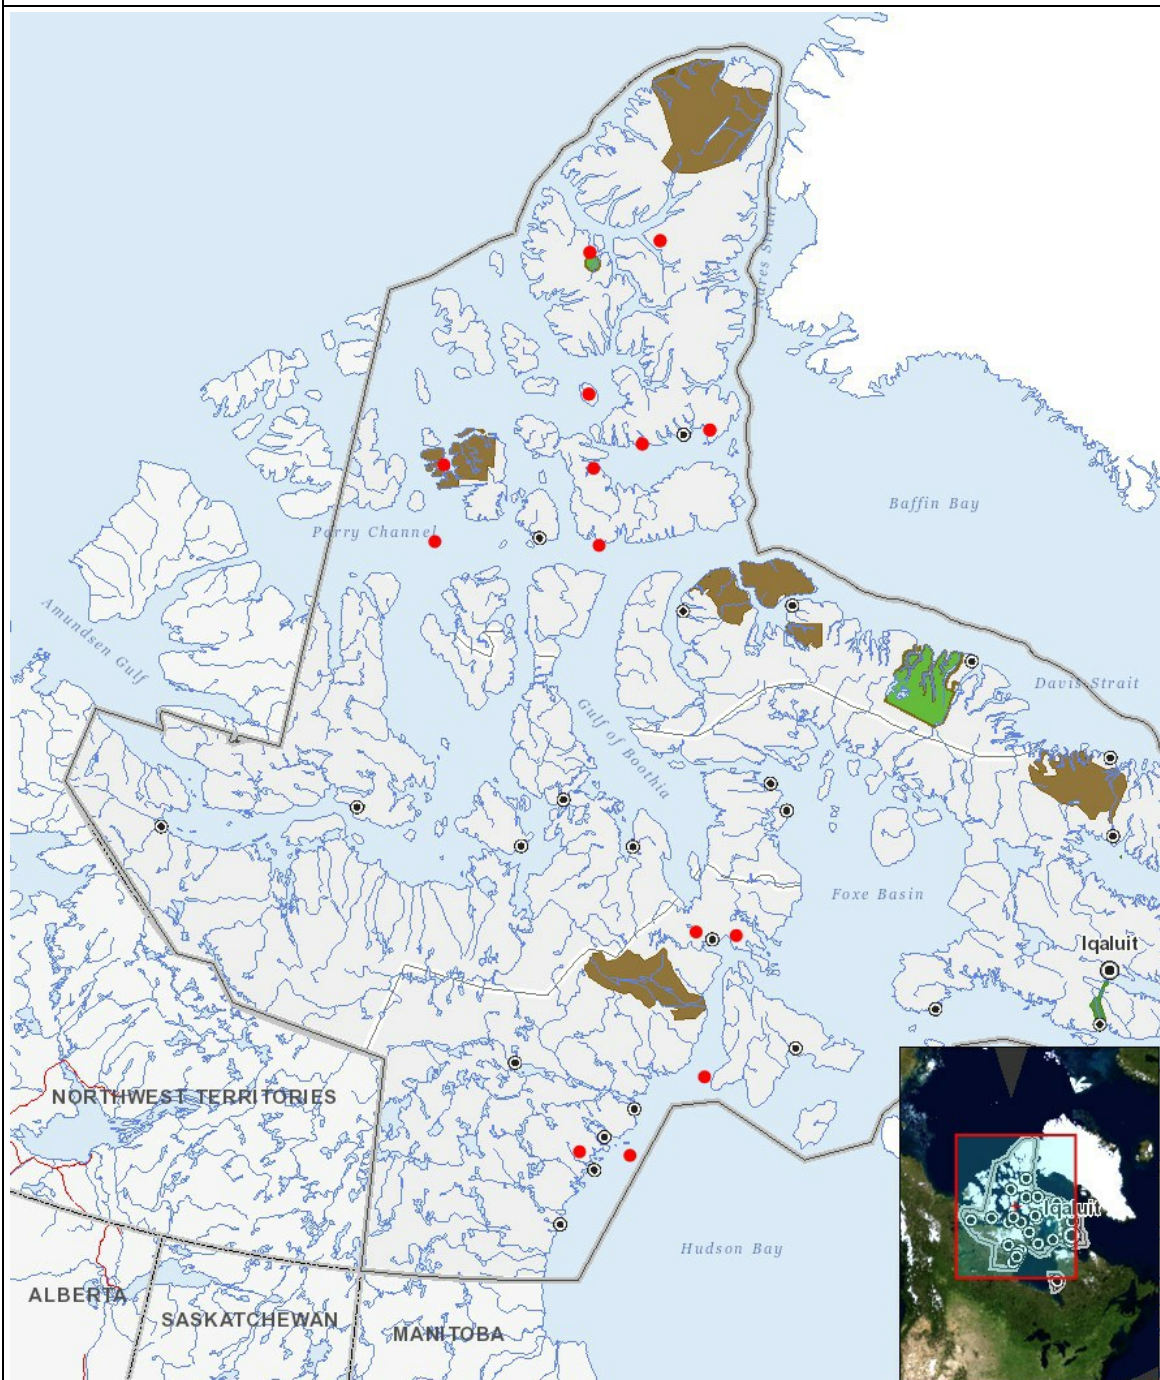 Nares Strait
Baffin Bay
Parry Channel
Amundsen Gulf
Davis Strait
Gulf of Boothia
Foxe Basin
Iqaluit
NORTHWEST TERRITORIES
Iqaluit
Hudson Bay
ALBERTA
SASKATCHEWAN
MANITOBA